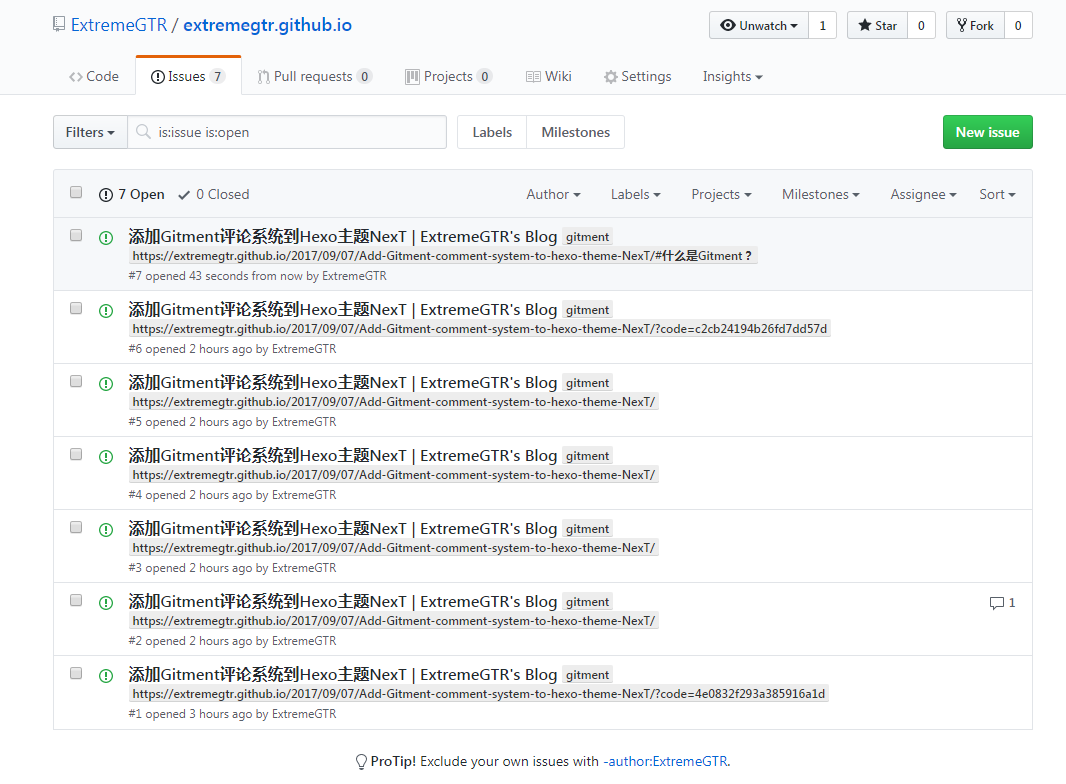 ExtremeGTR / extremegtr.github.io
Unwatch 1 Star 0 Fork 0
Code Issues 7 Pull requests 0 Projects 0 Wiki Settings Insights
Filters is:issue is:open Labels Milestones New issue
7 Open 0 Closed Author Labels Projects Milestones Assignee Sort
添加Gitment评论系统到Hexo主题NexT | ExtremeGTR's Blog gitment
https://extremegtr.github.io/2017/09/07/Add-Gitment-comment-system-to-hexo-theme-NexT/#什么是Gitment？
#7 opened 43 seconds from now by ExtremeGTR
添加Gitment评论系统到Hexo主题NexT | ExtremeGTR's Blog gitment
https://extremegtr.github.io/2017/09/07/Add-Gitment-comment-system-to-hexo-theme-NexT/?code=c2cb24194b26fd7dd57d
#6 opened 2 hours ago by ExtremeGTR
添加Gitment评论系统到Hexo主题NexT | ExtremeGTR's Blog gitment
https://extremegtr.github.io/2017/09/07/Add-Gitment-comment-system-to-hexo-theme-NexT/
#5 opened 2 hours ago by ExtremeGTR
添加Gitment评论系统到Hexo主题NexT | ExtremeGTR's Blog gitment
https://extremegtr.github.io/2017/09/07/Add-Gitment-comment-system-to-hexo-theme-NexT/
#4 opened 2 hours ago by ExtremeGTR
添加Gitment评论系统到Hexo主题NexT | ExtremeGTR's Blog gitment
https://extremegtr.github.io/2017/09/07/Add-Gitment-comment-system-to-hexo-theme-NexT/
#3 opened 2 hours ago by ExtremeGTR
添加Gitment评论系统到Hexo主题NexT | ExtremeGTR's Blog gitment 1
https://extremegtr.github.io/2017/09/07/Add-Gitment-comment-system-to-hexo-theme-NexT/
#2 opened 2 hours ago by ExtremeGTR
添加Gitment评论系统到Hexo主题NexT | ExtremeGTR's Blog gitment
https://extremegtr.github.io/2017/09/07/Add-Gitment-comment-system-to-hexo-theme-NexT/?code=4e0832f293a385916a1d
#1 opened 3 hours ago by ExtremeGTR
ProTip! Exclude your own issues with -author:ExtremeGTR.